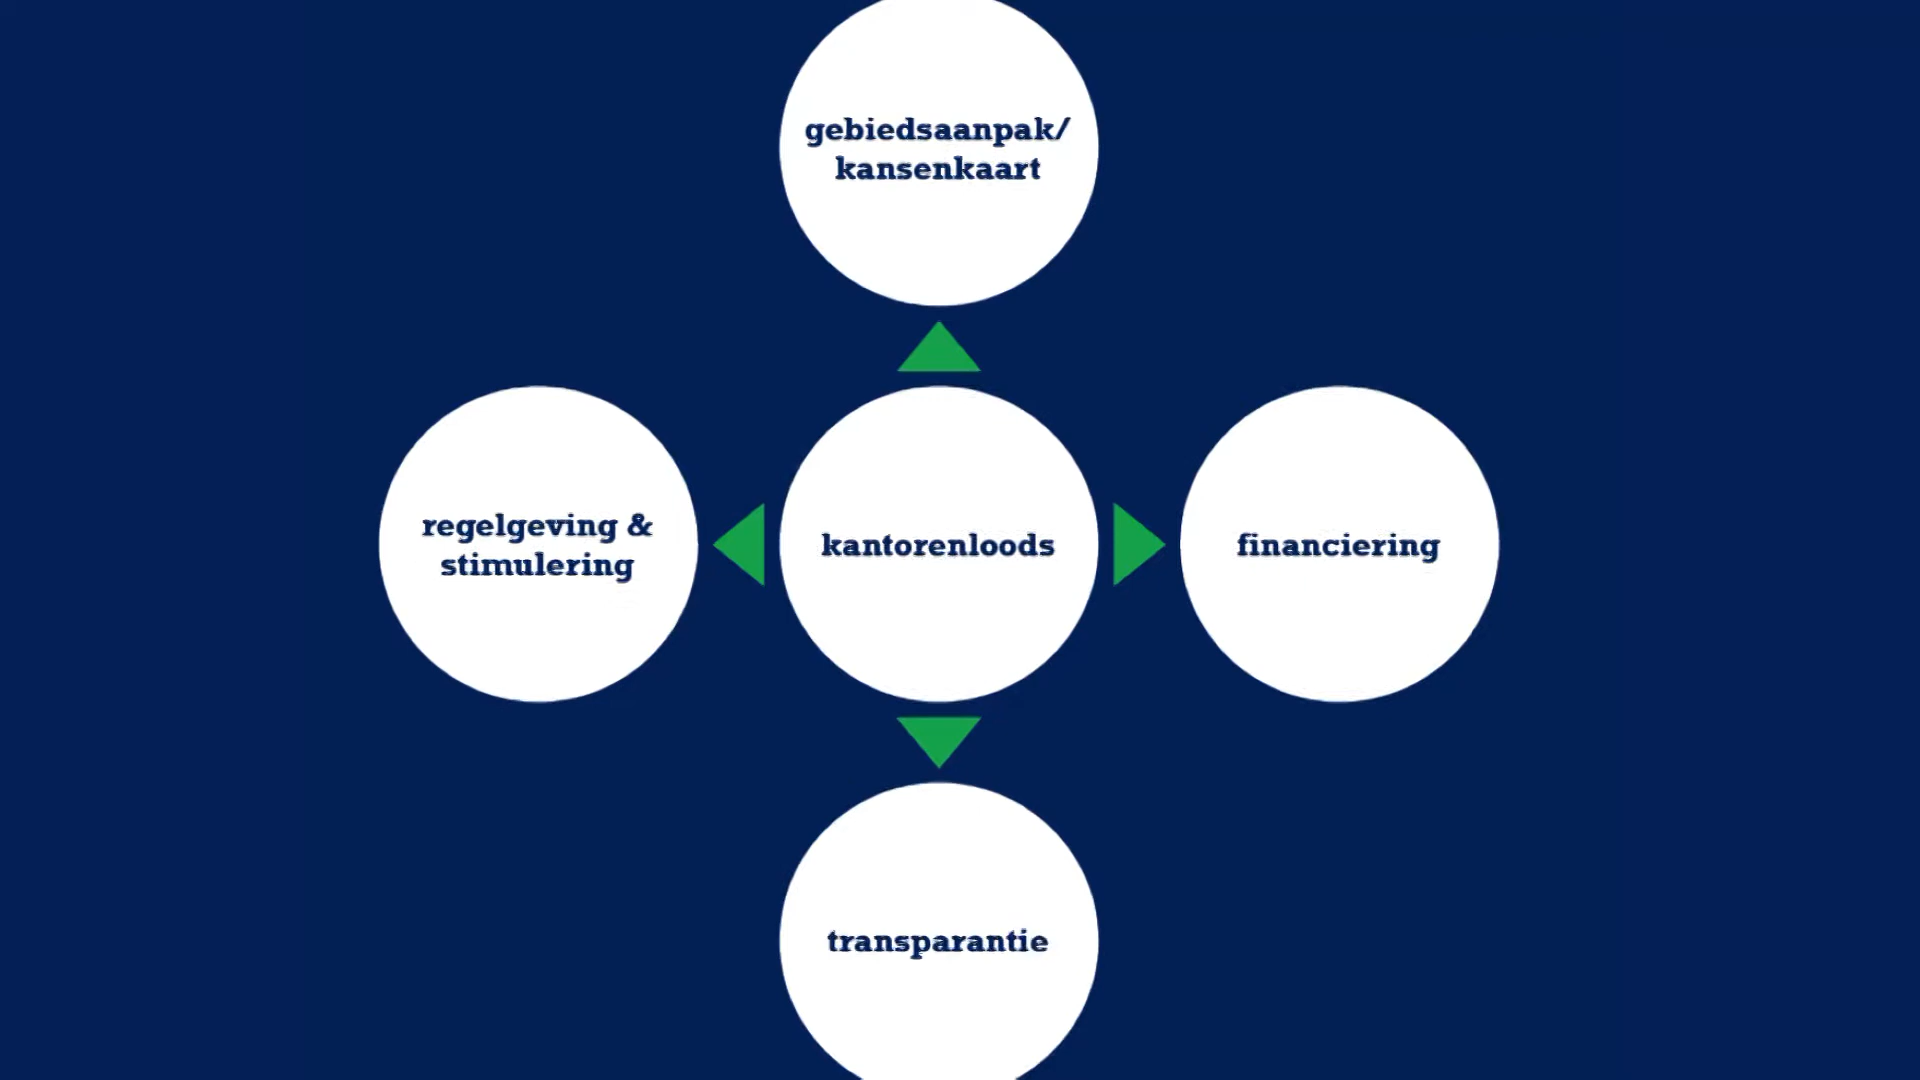 gebiedsaanpak/
kansenkaart
regelgeving &
stimulering
kantorenloods
financiering
transparantie